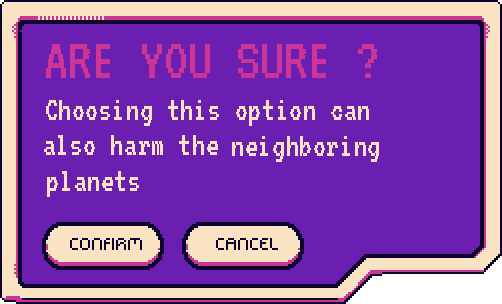 ARE YOU SURE ?
Choosing this option can
also harm the neighboring
planets
CONFIRM
CANCEL